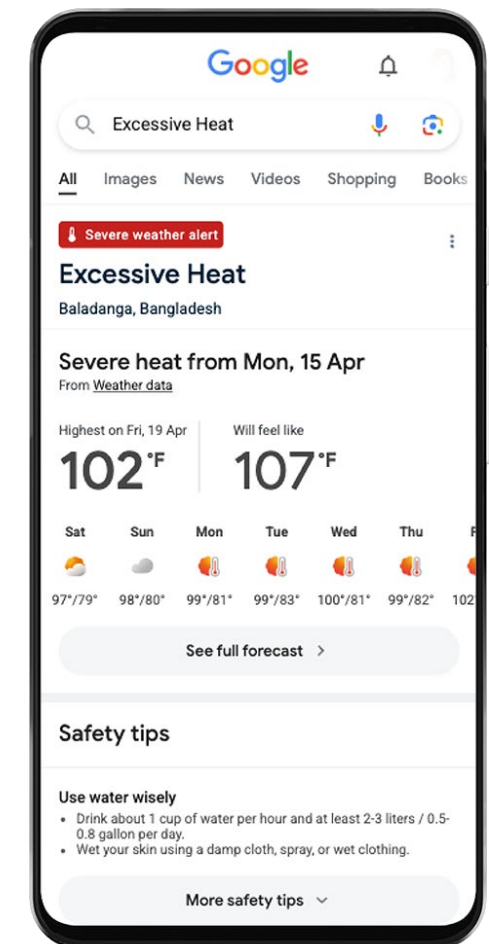 Google
Excessive Heat
All Images News Videos Shopping Books
Severe weather alert
Excessive Heat
Baladanga, Bangladesh
Severe heat from Mon, 15 Apr
From Weather data
Highest on Fri, 19 Apr Will feel like
102°F 107°F
Sat Sun Mon Tue Wed Thu F
97°/79° 98°/80° 99°/81° 99°/83° 100°/81° 99°/82° 102°
See full forecast >
Safety tips
Use water wisely
• Drink about 1 cup of water per hour and at least 2-3 liters / 0.5-
0.8 gallon per day.
• Wet your skin using a damp cloth, spray, or wet clothing.
More safety tips